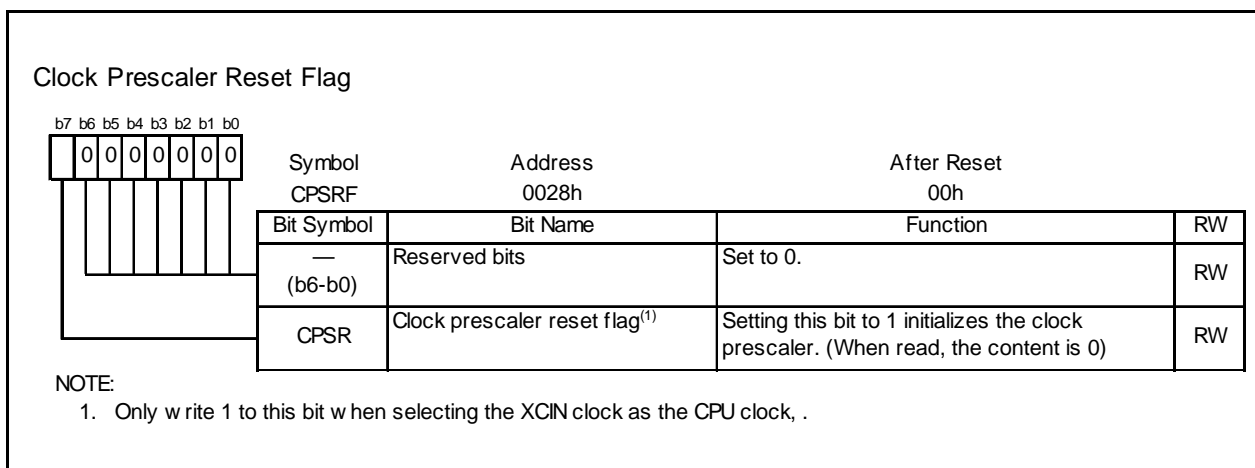 Clock Prescaler Reset Flag
b7 b6 b5 b4 b3 b2 b1 b0
0 0 0 0 0 0 0
Symbol Address After Reset
CPSRF 0028h 00h
Bit Symbol Bit Name Function RW
— (b6-b0) Reserved bits Set to 0. RW
CPSR Clock prescaler reset flag(1) Setting this bit to 1 initializes the clock prescaler. (When read, the content is 0) RW
NOTE:
1. Only w rite 1 to this bit w hen selecting the XCIN clock as the CPU clock, .